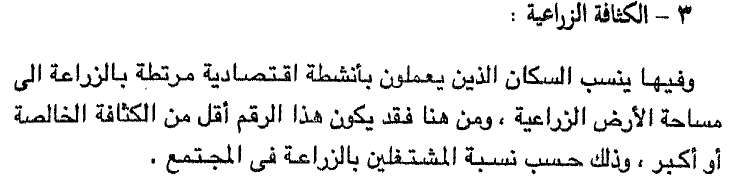 ٣ – الكثافة الزراعية :
وفيها ينسب السكان الذين يعملون بأنشطة اقتصادية مرتطة بالزراعة الى
مساحة الأرض الزراعية ، ومن هنا فقد يكون هذا الرقم أقل من الكثافة الخالصة
أو أكبر ، وذلك حسب نسبة المشتغلين بالزراعة فى المجتمع .